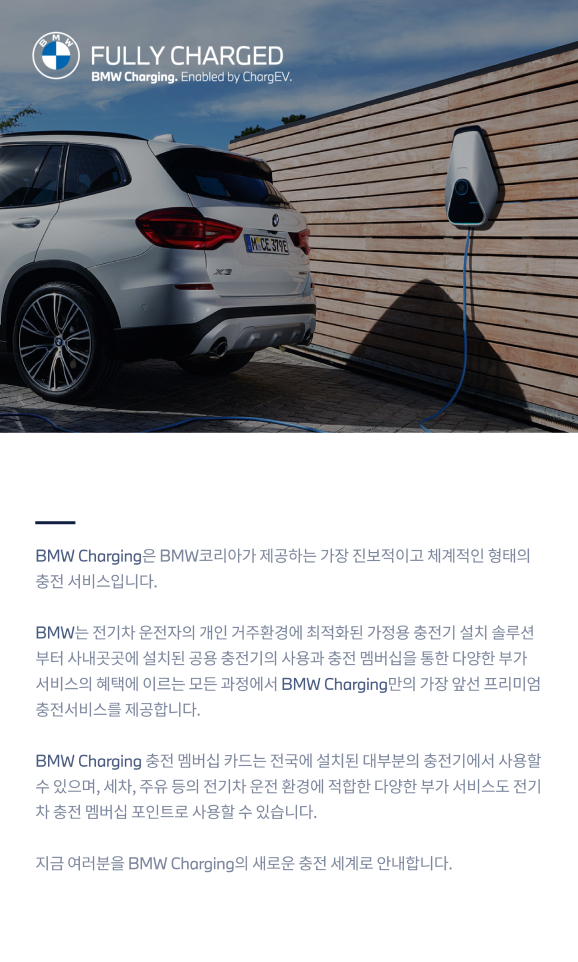 BMW
FULLY CHARGED
BMW Charging. Enabled by ChargEV.
M CE 379E
X3
BMW Charging은 BMW코리아가 제공하는 가장 진보적이고 체계적인 형태의
충전 서비스입니다.
BMW는 전기차 운전자의 개인 거주환경에 최적화된 가정용 충전기 설치 솔루션
부터 사내곳곳에 설치된 공용 충전기의 사용과 충전 멤버십을 통한 다양한 부가
서비스의 혜택에 이르는 모든 과정에서 BMW Charging만의 가장 앞선 프리미엄
충전서비스를 제공합니다.
BMW Charging 충전 멤버십 카드는 전국에 설치된 대부분의 충전기에서 사용할
수 있으며, 세차, 주유 등의 전기차 운전 환경에 적합한 다양한 부가 서비스도 전기
차 충전 멤버십 포인트로 사용할 수 있습니다.
지금 여러분을 BMW Charging의 새로운 충전 세계로 안내합니다.